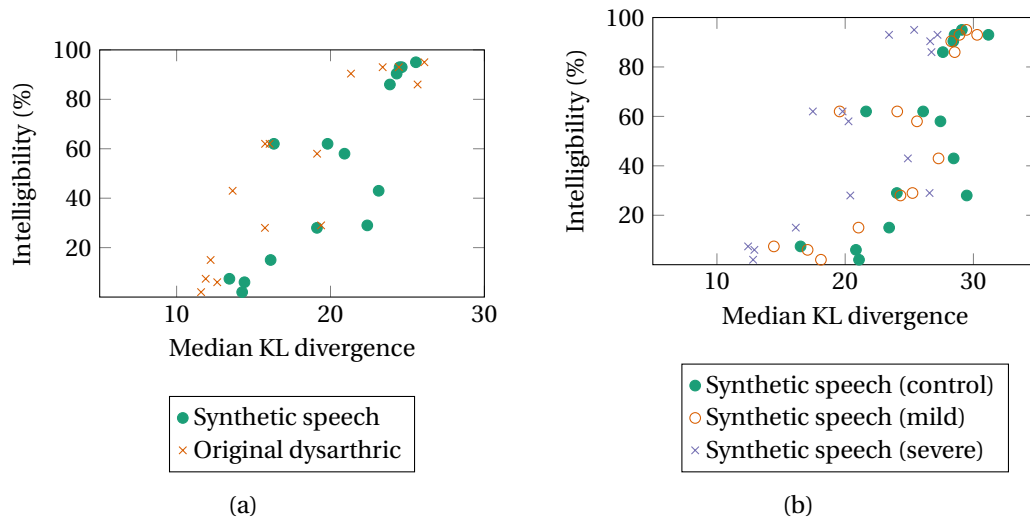 100
80
60
40
20
10
20
30
Intelligibility (%)
Median KL divergence
Synthetic speech
Original dysarthric
(a)
100
80
60
40
20
10
20
30
Intelligibility (%)
Median KL divergence
Synthetic speech (control)
Synthetic speech (mild)
Synthetic speech (severe)
(b)